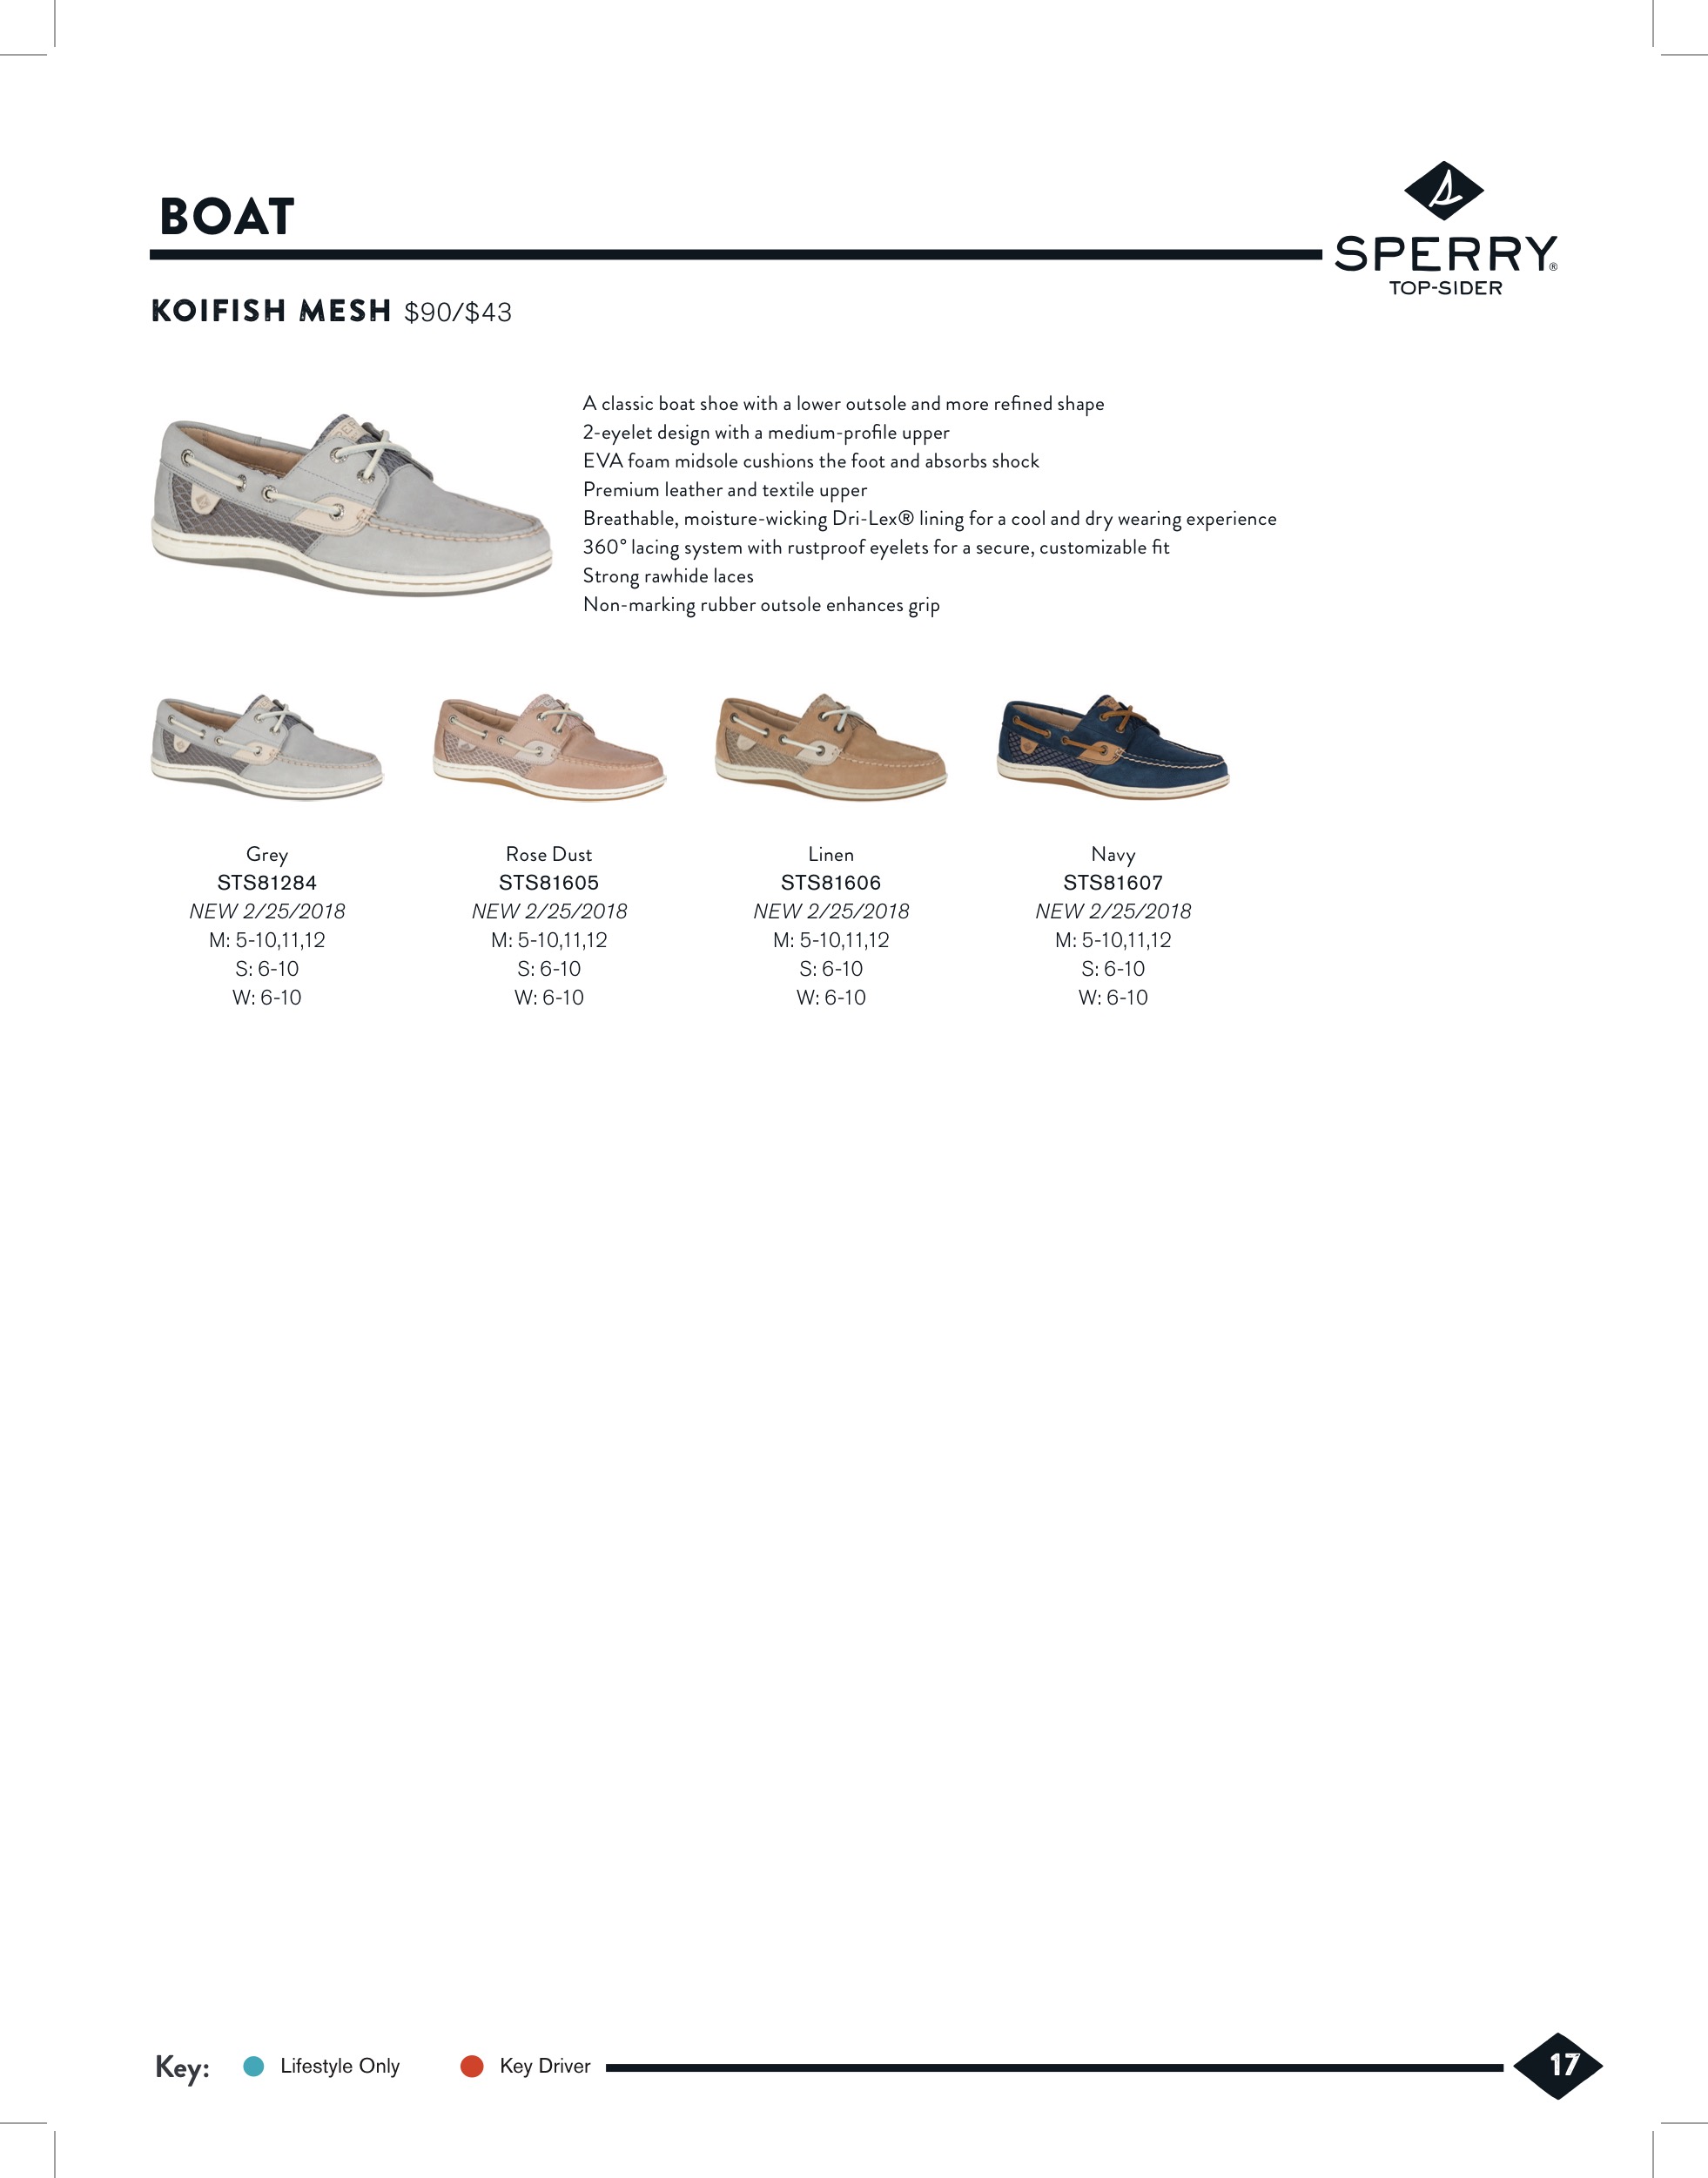 BOAT
SPERRY®
TOP-SIDER
KOIFISH MESH $90/$43
A classic boat shoe with a lower outsole and more refined shape
2-eyelet design with a medium-profile upper
EVA foam midsole cushions the foot and absorbs shock
Premium leather and textile upper
Breathable, moisture-wicking Dri-Lex® lining for a cool and dry wearing experience
360° lacing system with rustproof eyelets for a secure, customizable fit
Strong rawhide laces
Non-marking rubber outsole enhances grip
Grey
STS81284
NEW 2/25/2018
M: 5-10,11,12
S: 6-10
W: 6-10
Rose Dust
STS81605
NEW 2/25/2018
M: 5-10,11,12
S: 6-10
W: 6-10
Linen
STS81606
NEW 2/25/2018
M: 5-10,11,12
S: 6-10
W: 6-10
Navy
STS81607
NEW 2/25/2018
M: 5-10,11,12
S: 6-10
W: 6-10
Key:
Lifestyle Only
Key Driver
17